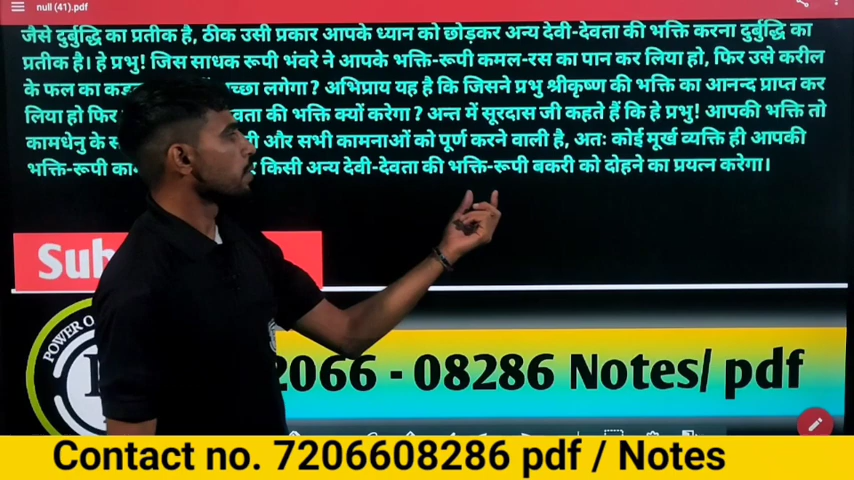 null (41).pdf
जैसे दुर्बुद्धि का प्रतीक है, ठीक उसी प्रकार आपके ध्यान को छोड़कर अन्य देवी-देवता की भक्ति करना दुर्बुद्धि का
प्रतीक है। हे प्रभु! जिस साधक रूपी भंवरे ने आपके भक्ति-रूपी कमल-रस का पान कर लिया हो, फिर उसे करील
के फल का लगेगा ? अभिप्राय यह है कि जिसने प्रभु श्रीकृष्ण की भक्ति का आनन्द प्राप्त कर
लिया हो फिर की भक्ति क्यों करेगा ? अन्त में सूरदास जी कहते हैं कि हे प्रभु! आपकी भक्ति तो
कामधेनु के और सभी कामनाओं को पूर्ण करने वाली है, अतः कोई मूर्ख व्यक्ति ही आपकी
भक्ति-रूपी किसी अन्य देवी-देवता की भक्ति-रूपी बकरी को दोहने का प्रयत्न करेगा।
POWER O
2066 - 08286 Notes/ pdf
Contact no. 7206608286 pdf / Notes